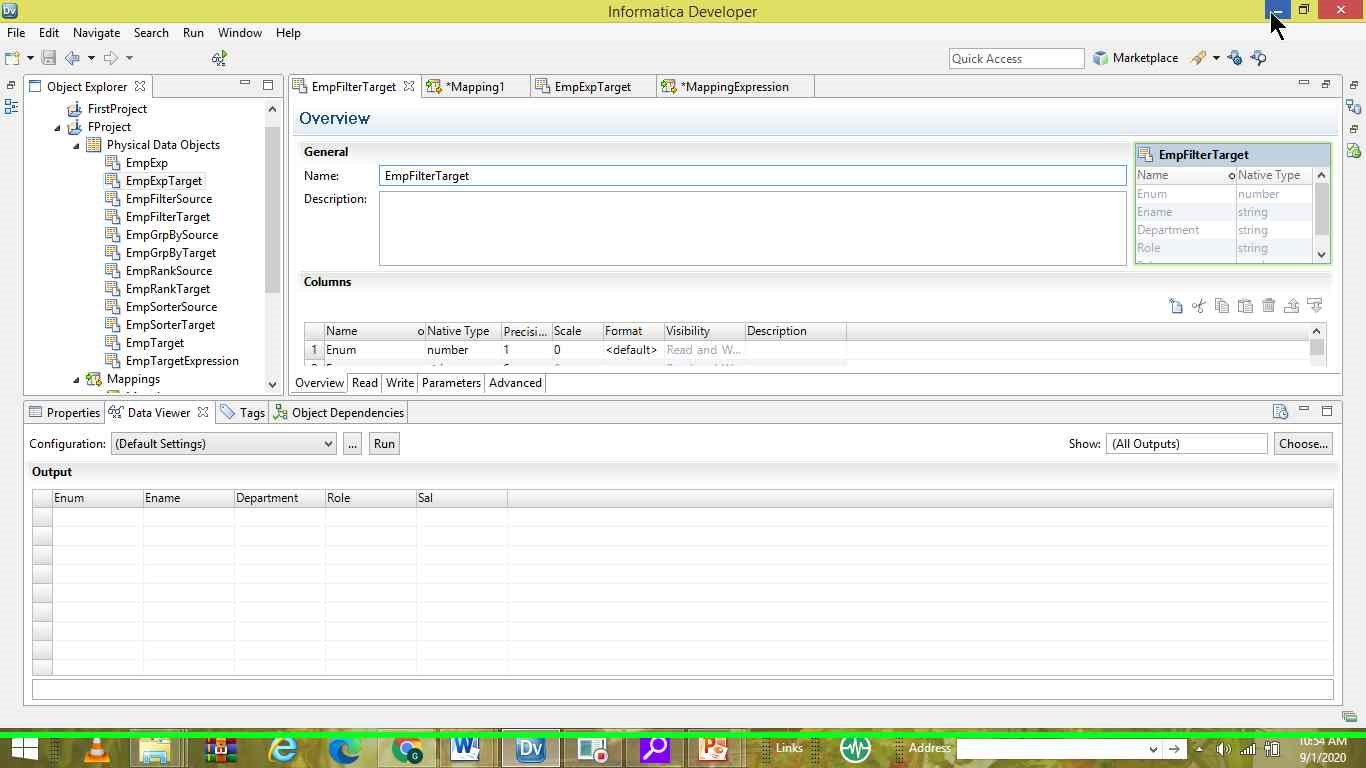 Dv Informatica Developer
File Edit Navigate Search Run Window Help
Quick Access Marketplace
Object Explorer
FirstProject
FProject
Physical Data Objects
EmpExp
EmpExpTarget
EmpFilterSource
EmpFilterTarget
EmpGrpBySource
EmpGrpByTarget
EmpRankSource
EmpRankTarget
EmpSorterSource
EmpSorterTarget
EmpTarget
EmpTargetExpression
Mappings
EmpFilterTarget *Mapping1 EmpExpTarget *MappingExpression
Overview
General
Name: EmpFilterTarget
Description:
EmpFilterTarget
Name Native Type
Enum number
Ename string
Department string
Role string
Columns
Name Native Type Precisi... Scale Format Visibility Description
1 Enum number 1 0 <default> Read and W...
Overview Read Write Parameters Advanced
Properties Data Viewer Tags Object Dependencies
Configuration: (Default Settings) ... Run Show: (All Outputs) Choose...
Output
Enum Ename Department Role Sal
Dv Links Address 10:54 AM
9/1/2020